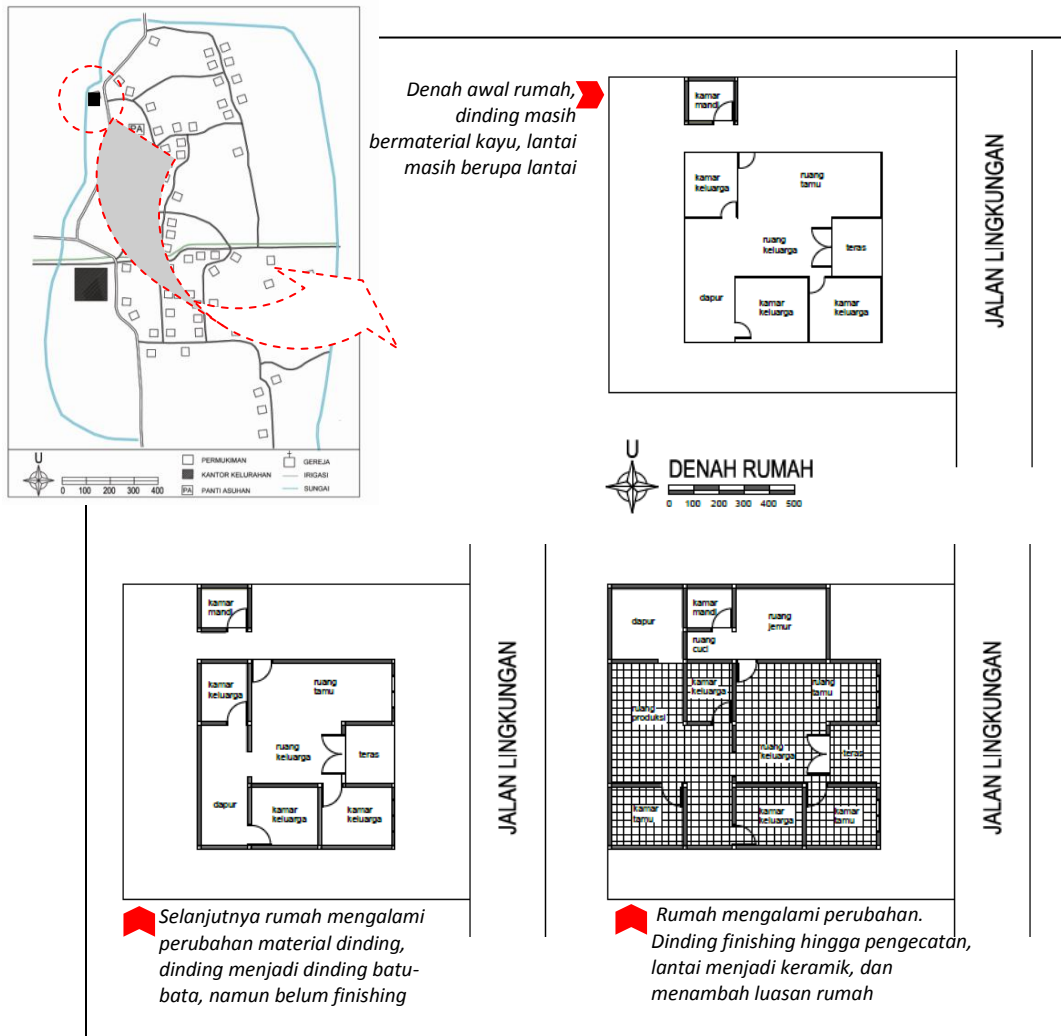 PA
U
0 100 200 300 400
PERMUKIMAN
KANTOR KELURAHAN
PA PANTI ASUHAN
GEREJA
IRIGASI
SUNGAI
Denah awal rumah,
dinding masih
bermaterial kayu, lantai
masih berupa lantai
kamar
mandi
kamar
keluarga
ruang
tamu
ruang
keluarga
teras
dapur
kamar
keluarga
kamar
keluarga
JALAN LINGKUNGAN
U
DENAH RUMAH
0 100 200 300 400 500
kamar
mandi
kamar
keluarga
ruang
tamu
ruang
keluarga
teras
dapur
kamar
keluarga
kamar
keluarga
JALAN LINGKUNGAN
Selanjutnya rumah mengalami
perubahan material dinding,
dinding menjadi dinding batu-
bata, namun belum finishing
dapur
kamar
mandi
ruang
jemur
ruang
cuci
kamar
keluarga
ruang
tamu
ruang
produksi
ruang
keluarga
teras
kamar
tamu
kamar
keluarga
kamar
tamu
JALAN LINGKUNGAN
Rumah mengalami perubahan.
Dinding finishing hingga pengecatan,
lantai menjadi keramik, dan
menambah luasan rumah